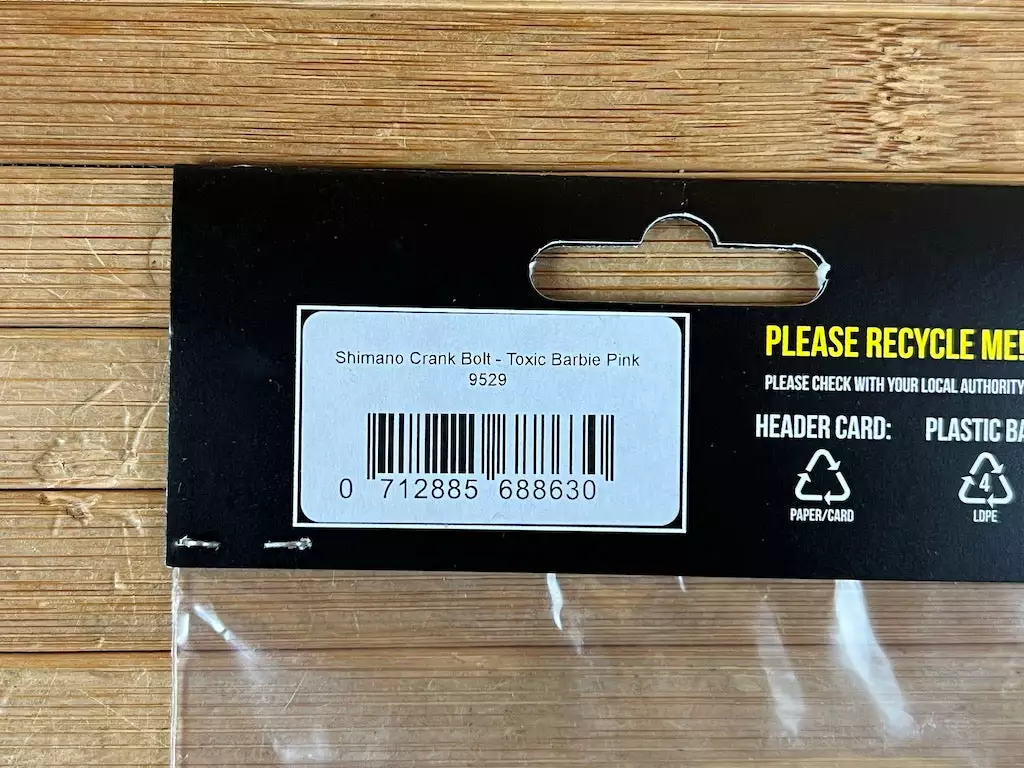 Shimano Crank Bolt - Toxic Barbie Pink
9529
0 712885 688630
PLEASE RECYCLE ME!
PLEASE CHECK WITH YOUR LOCAL AUTHORITY
HEADER CARD: PLASTIC
PAPER/CARD
4
LDPE